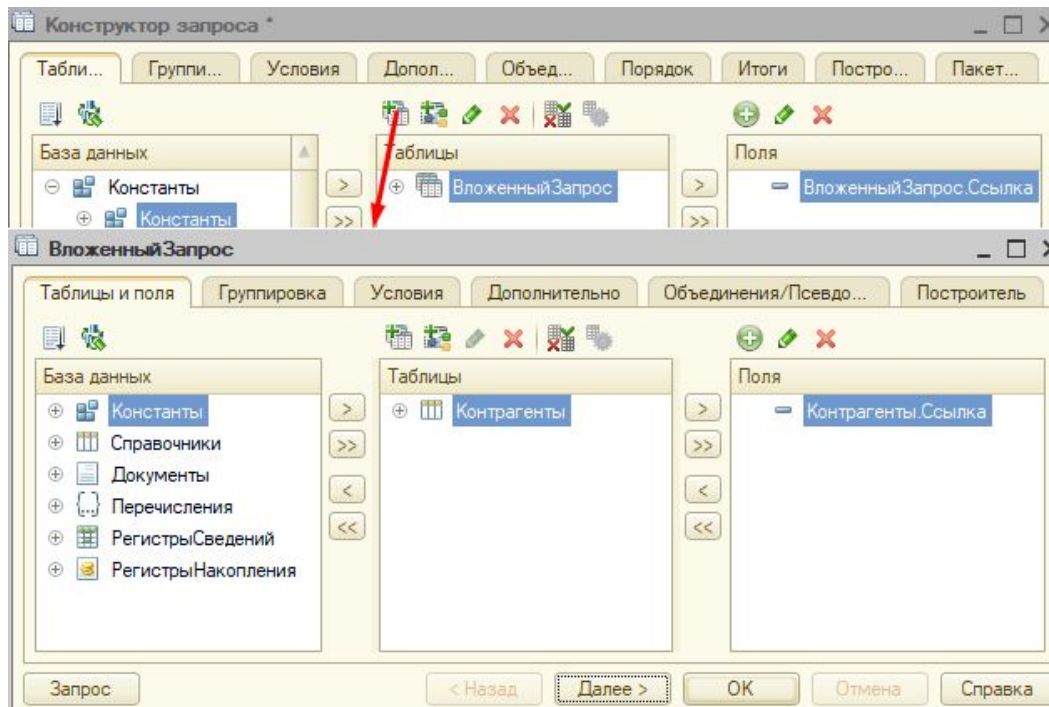 Конструктор запроса *
Табли... Группи... Условия Допол... Объед... Порядок Итоги Постро... Пакет...
База данных Таблицы Поля
Константы > ВложенныйЗапрос > ВложенныйЗапрос.Ссылка
Константы >> >>
ВложенныйЗапрос
Таблицы и поля Группировка Условия Дополнительно Объединения/Псевдо... Построитель
База данных Таблицы Поля
Константы > Контрагенты > Контрагенты.Ссылка
Справочники >> >>
Документы
Перечисления < <
РегистрыСведений << <<
РегистрыНакопления
Запрос < Назад Далее > OK Отмена Справка